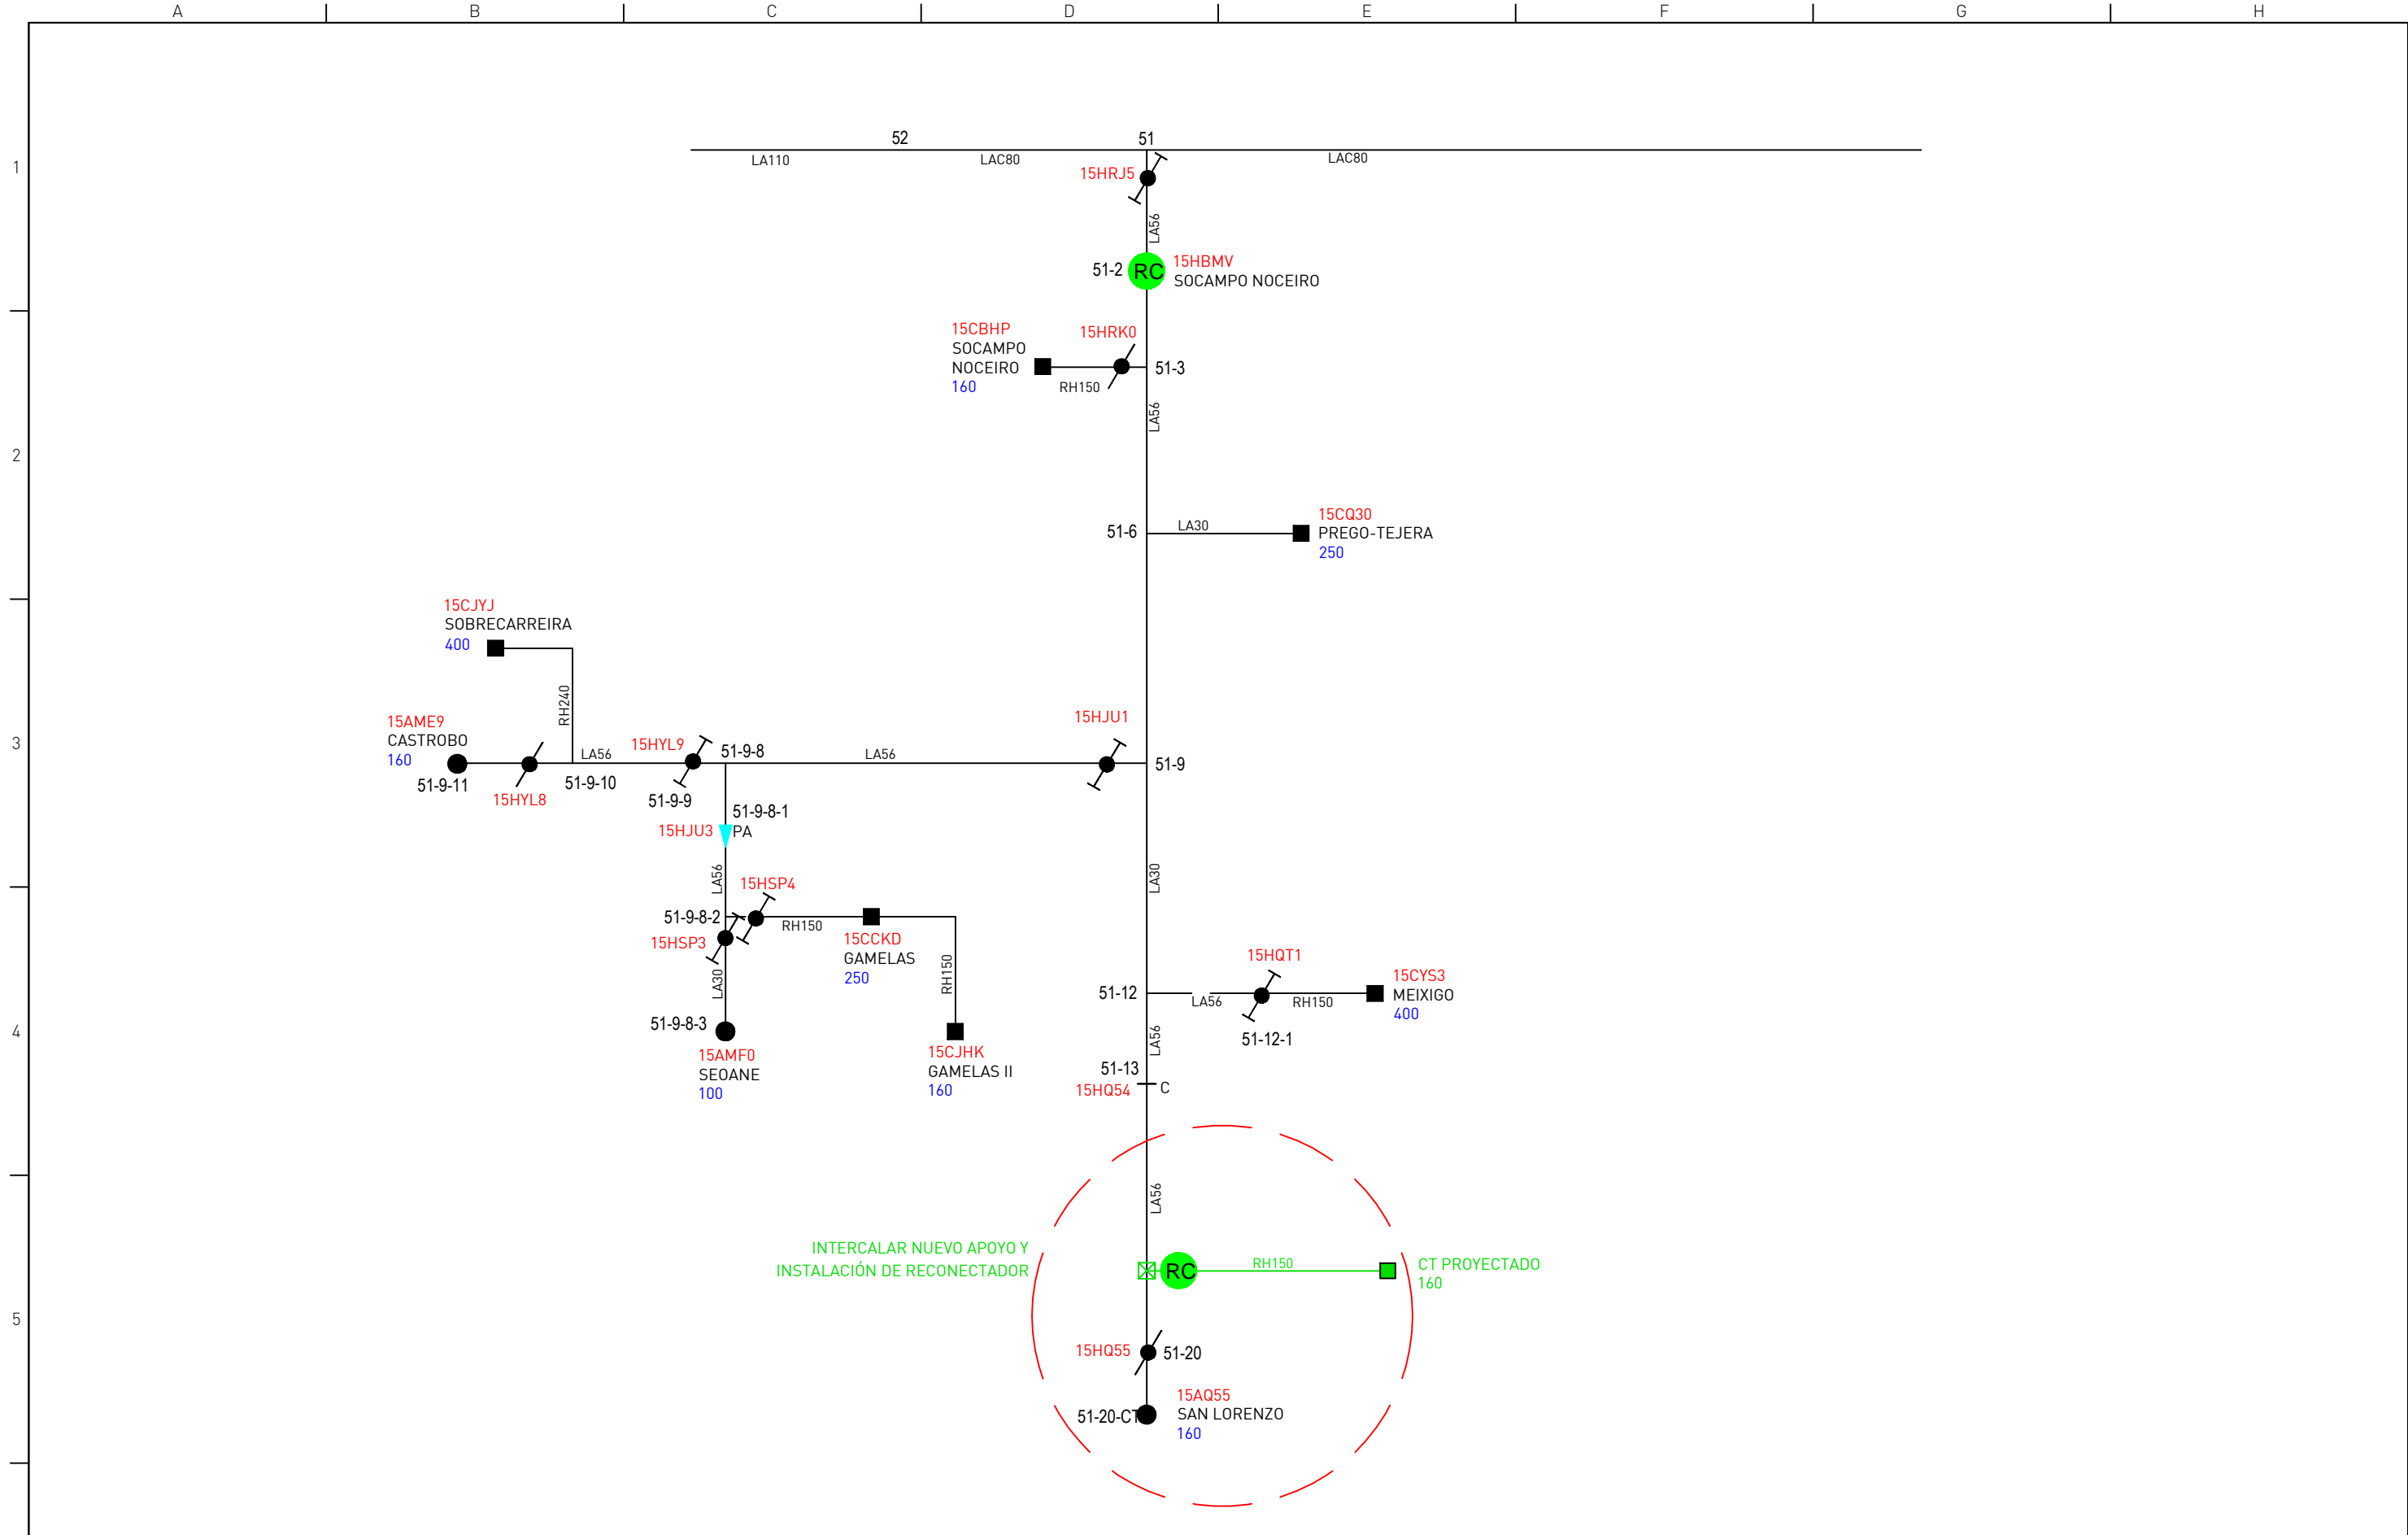 A
B
C
D
E
F
G
H
1
52
51
LA110
LAC80
LAC80
15HRJ5
LA56
51-2
RC
15HBMV
SOCAMPO NOCEIRO
15CBHP
SOCAMPO
NOCEIRO
160
15HRK0
RH150
51-3
LA56
2
51-6
LA30
15CQ30
PREGO-TEJERA
250
15CJYJ
SOBRECARREIRA
400
RH240
3
15AME9
CASTROBO
160
51-9-11
15HYL8
LA56
51-9-10
15HYL9
51-9-9
51-9-8
LA56
15HJU1
51-9
51-9-8-1
15HJU3
PA
LA56
15HSP4
51-9-8-2
RH150
15HSP3
15CCKD
GAMELAS
250
LA30
RH150
LA30
4
51-9-8-3
15AMF0
SEOANE
100
15CJHK
GAMELAS II
160
15HQT1
51-12
LA56
RH150
51-12-1
15CYS3
MEIXIGO
400
LA56
51-13
15HQ54
C
LA56
INTERCALAR NUEVO APOYO Y
INSTALACIÓN DE RECONECTADOR
RC
RH150
CT PROYECTADO
160
5
15HQ55
51-20
51-20-CT
15AQ55
SAN LORENZO
160